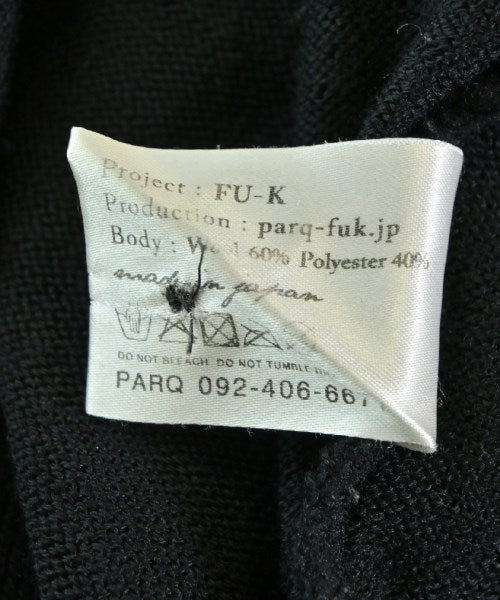 Project : FU-K
Production : parq-fuk.jp
Body : Wool 60% Polyester 40%
made in japan
DO NOT BLEACH DO NOT TUMBLE
PARQ 092-406-667